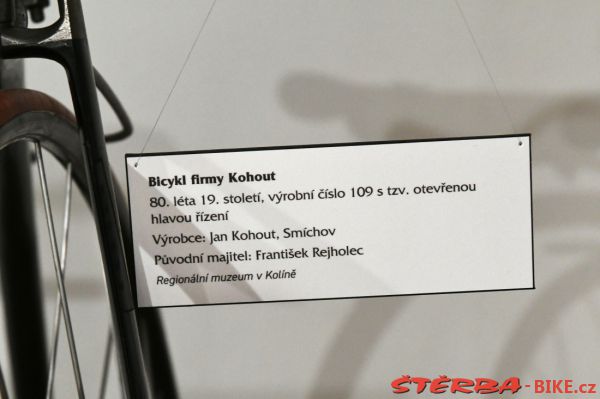 Bicykl firmy Kohout
80. léta 19. století, výrobní číslo 109 s tzv. otevřenou
hlavou řízení
Výrobce: Jan Kohout, Smíchov
Původní majitel: František Rejholec
Regionální muzeum v Kolíně
ŠTĚRBA-BIKE.cz